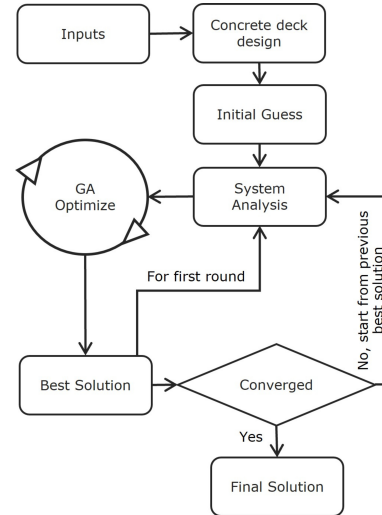 Inputs
Concrete deck
design
Initial Guess
GA
Optimize
System
Analysis
For first round
No, start from previous
best solution
Best Solution
Converged
Yes
Final Solution